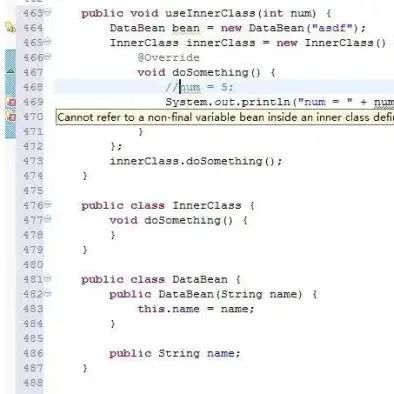 463 public void useInnerClass(int num) {
464 DataBean bean = new DataBean("asdf");
465 InnerClass innerClass = new InnerClass()
466 @Override
467 void doSomething() {
468 //num = 5;
469 System.out.println("num = " + num
470 Cannot refer to a non-final variable bean inside an inner class defi
471 }
472 };
473 innerClass.doSomething();
474 }
475
476 public class InnerClass {
477 void doSomething() {
478 }
479 }
480
481 public class DataBean {
482 public DataBean(String name) {
483 this.name = name;
484 }
485
486 public String name;
487 }
488